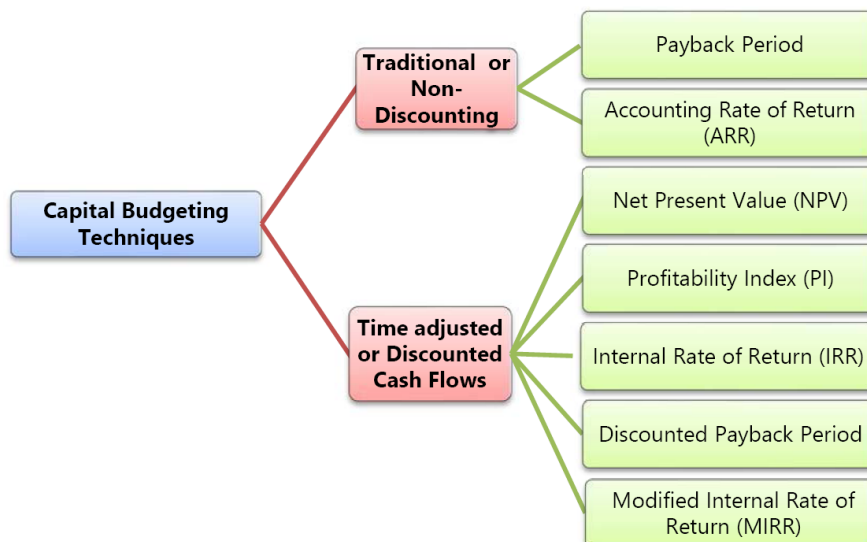 Capital Budgeting
Techniques
Traditional or
Non-
Discounting
Payback Period
Accounting Rate of Return
(ARR)
Time adjusted
or Discounted
Cash Flows
Net Present Value (NPV)
Profitability Index (PI)
Internal Rate of Return (IRR)
Discounted Payback Period
Modified Internal Rate of
Return (MIRR)